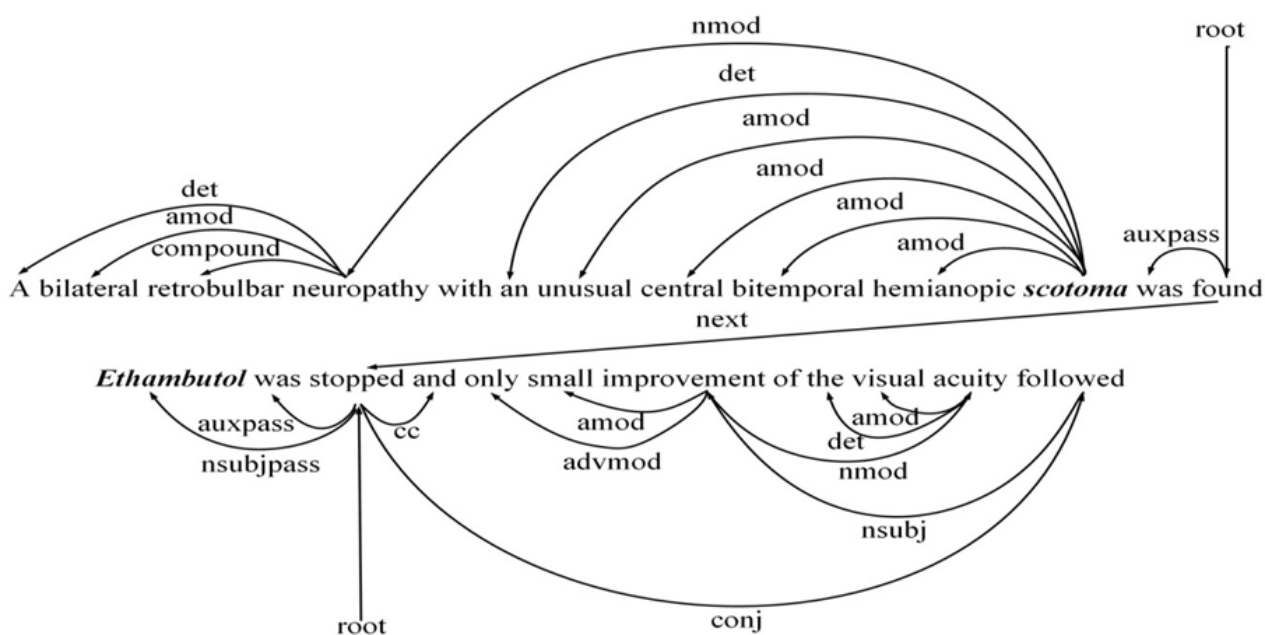 nmod
root
det
amod
amod
amod
amod
det
amod
compound
auxpass
A bilateral retrobulbar neuropathy with an unusual central bitemporal hemianopic scotoma was found
next
Ethambutol was stopped and only small improvement of the visual acuity followed
auxpass
cc
nsubjpass
amod
advmod
amod
det
nmod
nsubj
conj
root